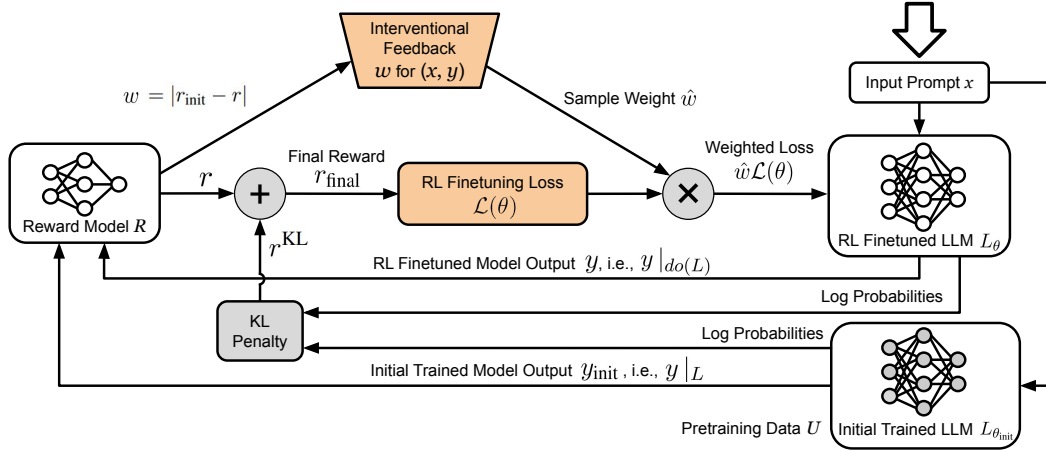 Interventional
Feedback
w for (x, y)
w = |r_init − r|
Sample Weight ŵ
Input Prompt x
Final Reward
r_final
Weighted Loss
ŵℒ(θ)
r
+
RL Finetuning Loss
ℒ(θ)
×
Reward Model R
RL Finetuned LLM L_θ
r^KL
RL Finetuned Model Output y, i.e., y |_do(L)
Log Probabilities
KL
Penalty
Log Probabilities
Initial Trained Model Output y_init , i.e., y |_L
Pretraining Data U
Initial Trained LLM L_θ_init